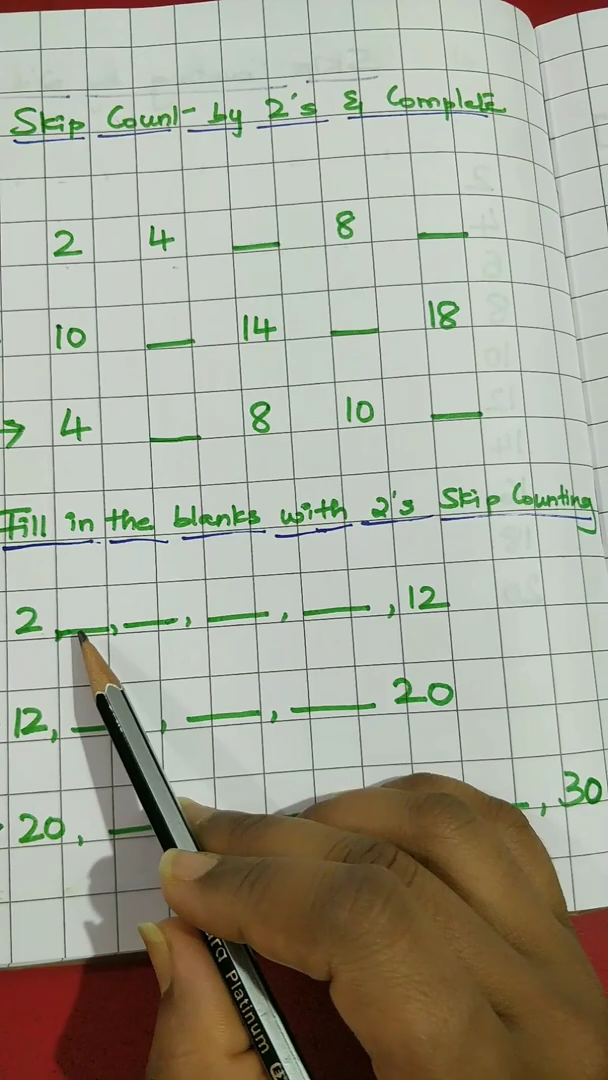 Skip Count by 2's & Complete
2 4 __ 8 __
10 __ 14 __ 18
→ 4 __ 8 10 __
Fill in the blanks with 2's Skip Counting
2, __, __, __, __, 12
12, __, __, __ 20
20, __ __, 30
Platinum